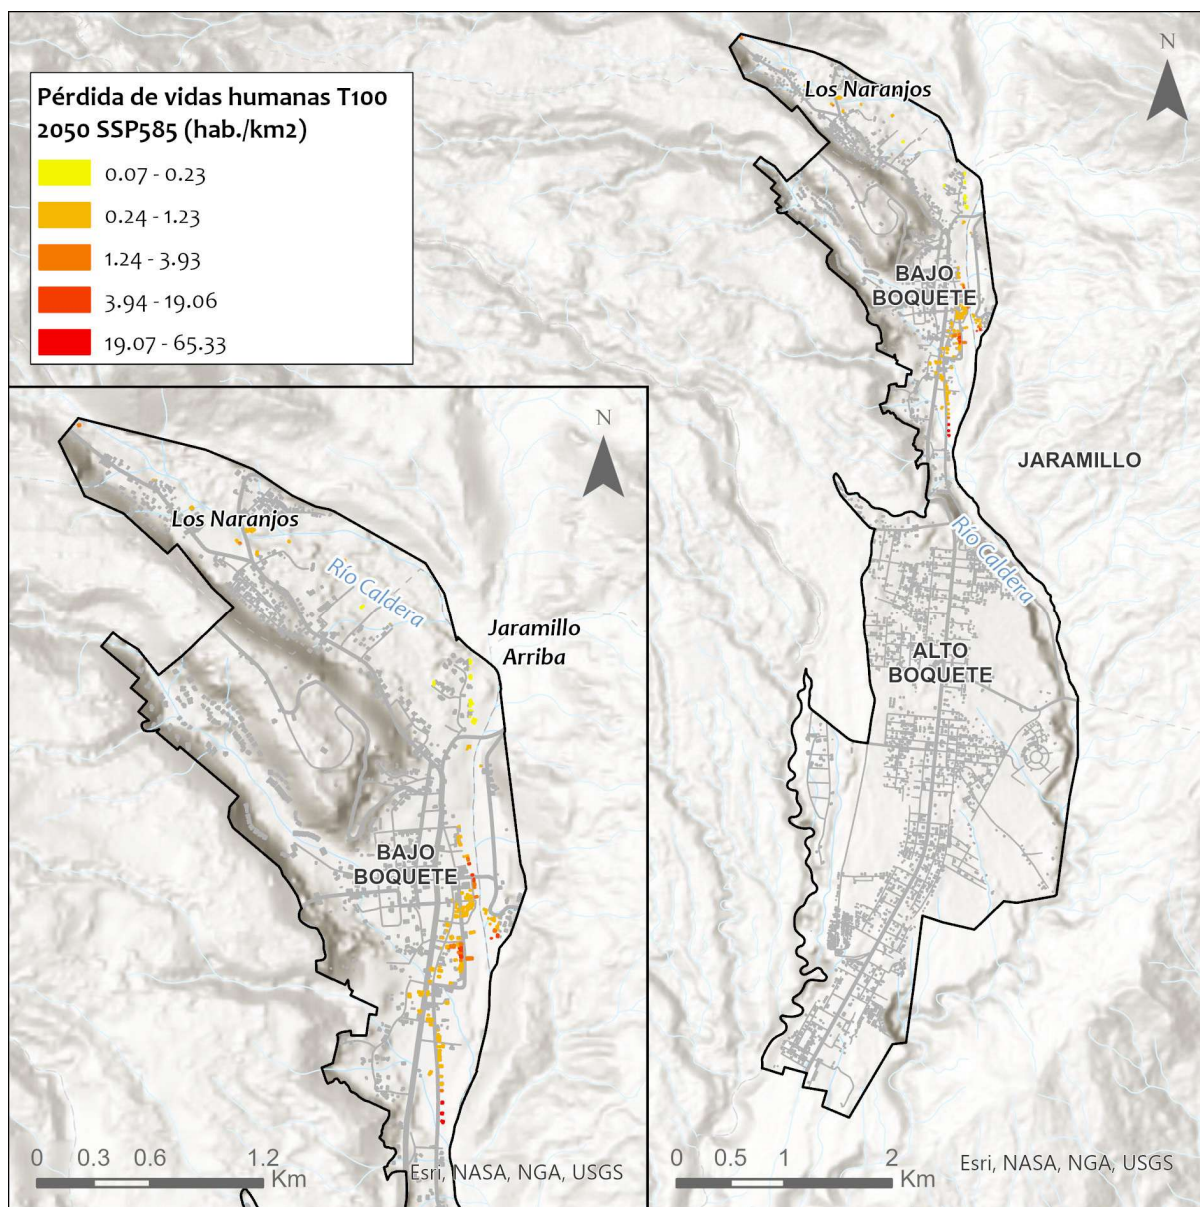 Pérdida de vidas humanas T100
2050 SSP585 (hab./km2)
0.07 - 0.23
0.24 - 1.23
1.24 - 3.93
3.94 - 19.06
19.07 - 65.33
N
Los Naranjos
BAJO
BOQUETE
JARAMILLO
Río Caldera
ALTO
BOQUETE
0 0.5 1 2
Km
Esri, NASA, NGA, USGS
N
Los Naranjos
Río Caldera
Jaramillo
Arriba
BAJO
BOQUETE
0 0.3 0.6 1.2
Km
Esri, NASA, NGA, USGS